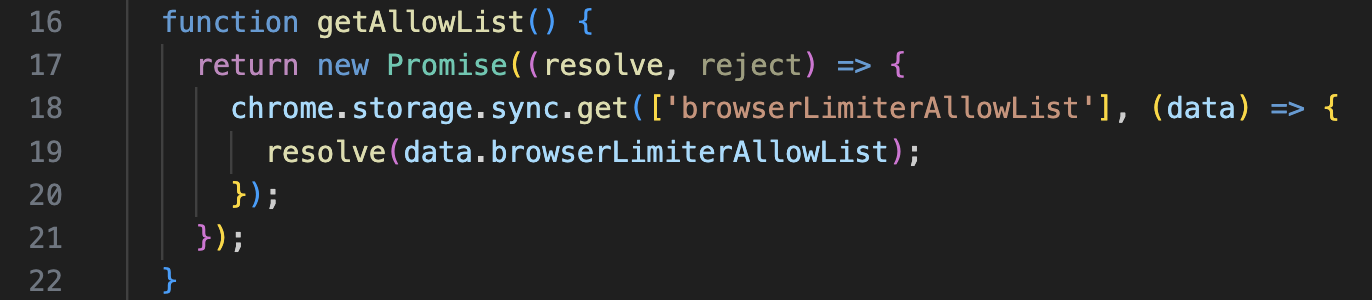 16 function getAllowList() {
17 return new Promise((resolve, reject) => {
18 chrome.storage.sync.get(['browserLimiterAllowList'], (data) => {
19 resolve(data.browserLimiterAllowList);
20 });
21 });
22 }